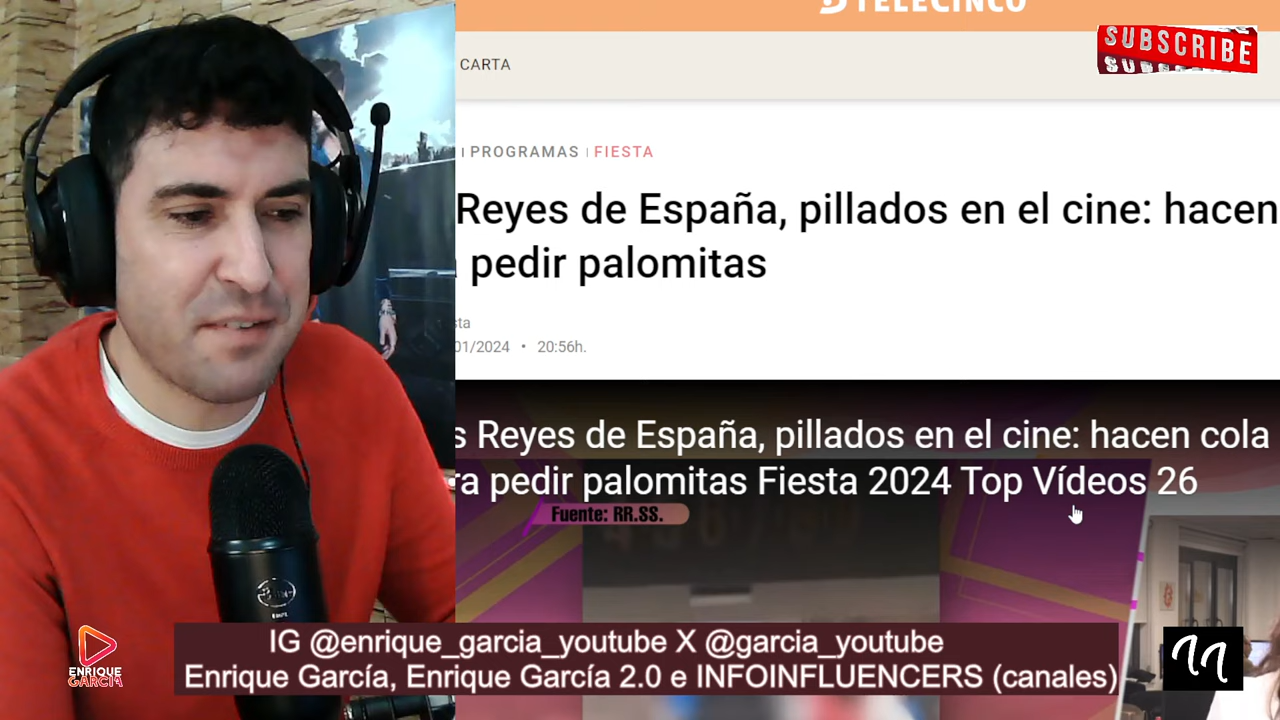 TELECINCO
SUBSCRIBE
CARTA
PROGRAMAS | FIESTA
Reyes de España, pillados en el cine: hacen
pedir palomitas
sta
01/2024 • 20:56h.
s Reyes de España, pillados en el cine: hacen cola
ra pedir palomitas Fiesta 2024 Top Vídeos 26
Fuente: RR.SS.
IG @enrique_garcia_youtube X @garcia_youtube
Enrique García, Enrique García 2.0 e INFOINFLUENCERS (canales)
ENRIQUE
GARCÍA